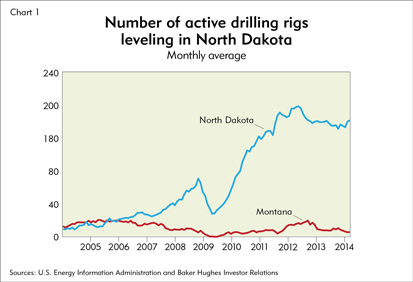 Chart 1
Number of active drilling rigs
leveling in North Dakota
Monthly average
240
200
180
North Dakota
120
80
40
Montana
0
2005 2006 2007 2008 2009 2010 2011 2012 2013 2014
Sources: U.S. Energy Information Administration and Baker Hughes Investor Relations